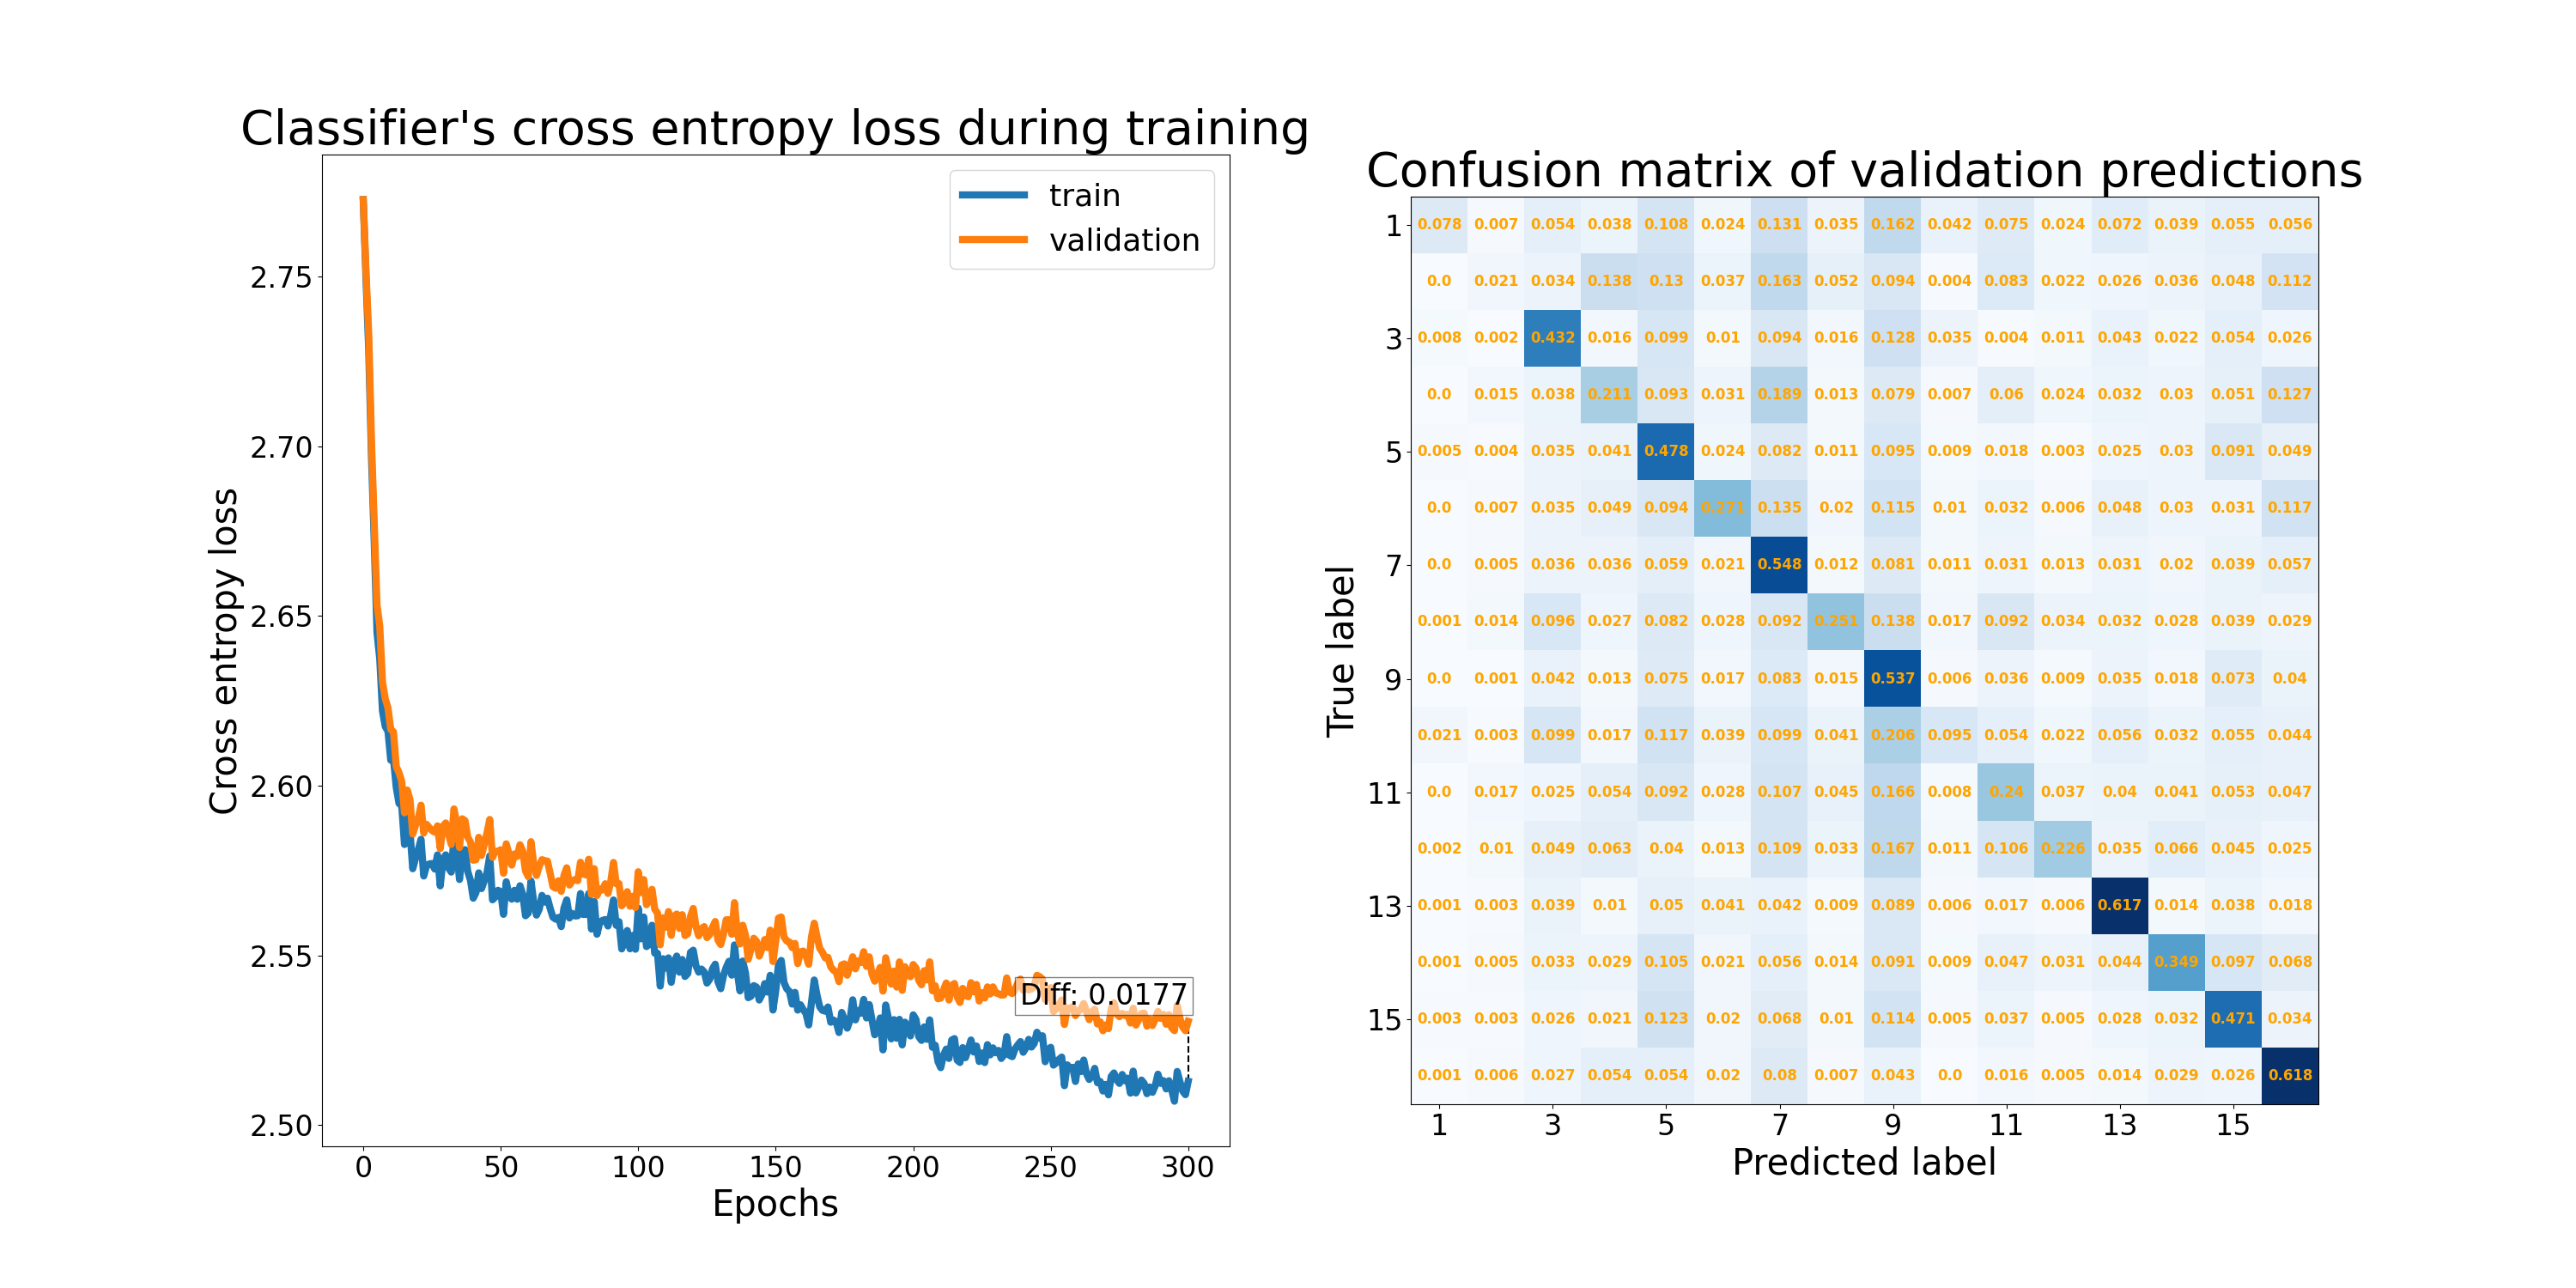 Classifier's cross entropy loss during training
train
validation
2.75
2.70
2.65
2.60
2.55
2.50
Cross entropy loss
Diff: 0.0177
0 50 100 150 200 250 300
Epochs
Confusion matrix of validation predictions
True label
1 0.078 0.007 0.054 0.038 0.108 0.024 0.131 0.035 0.162 0.042 0.075 0.024 0.072 0.039 0.055 0.056
0.0 0.021 0.034 0.138 0.13 0.037 0.163 0.052 0.094 0.004 0.083 0.022 0.026 0.036 0.048 0.112
3 0.008 0.002 0.432 0.016 0.099 0.01 0.094 0.016 0.128 0.035 0.004 0.011 0.043 0.022 0.054 0.026
0.0 0.015 0.038 0.211 0.093 0.031 0.189 0.013 0.079 0.007 0.06 0.024 0.032 0.03 0.051 0.127
5 0.005 0.004 0.035 0.041 0.478 0.024 0.082 0.011 0.095 0.009 0.018 0.003 0.025 0.03 0.091 0.049
0.0 0.007 0.035 0.049 0.094 0.271 0.135 0.02 0.115 0.01 0.032 0.006 0.048 0.03 0.031 0.117
7 0.0 0.005 0.036 0.036 0.059 0.021 0.548 0.012 0.081 0.011 0.031 0.013 0.031 0.02 0.039 0.057
0.001 0.014 0.096 0.027 0.082 0.028 0.092 0.251 0.138 0.017 0.092 0.034 0.032 0.028 0.039 0.029
9 0.0 0.001 0.042 0.013 0.075 0.017 0.083 0.015 0.537 0.006 0.036 0.009 0.035 0.018 0.073 0.04
0.021 0.003 0.099 0.017 0.117 0.039 0.099 0.041 0.206 0.095 0.054 0.022 0.056 0.032 0.055 0.044
11 0.0 0.017 0.025 0.054 0.092 0.028 0.107 0.045 0.166 0.008 0.24 0.037 0.04 0.041 0.053 0.047
0.002 0.01 0.049 0.063 0.04 0.013 0.109 0.033 0.167 0.011 0.106 0.226 0.035 0.066 0.045 0.025
13 0.001 0.003 0.039 0.01 0.05 0.041 0.042 0.009 0.089 0.006 0.017 0.006 0.617 0.014 0.038 0.018
0.001 0.005 0.033 0.029 0.105 0.021 0.056 0.014 0.091 0.009 0.047 0.031 0.044 0.349 0.097 0.068
15 0.003 0.003 0.026 0.021 0.123 0.02 0.068 0.01 0.114 0.005 0.037 0.005 0.028 0.032 0.471 0.034
0.001 0.006 0.027 0.054 0.054 0.02 0.08 0.007 0.043 0.0 0.016 0.005 0.014 0.029 0.026 0.618
1 3 5 7 9 11 13 15
Predicted label